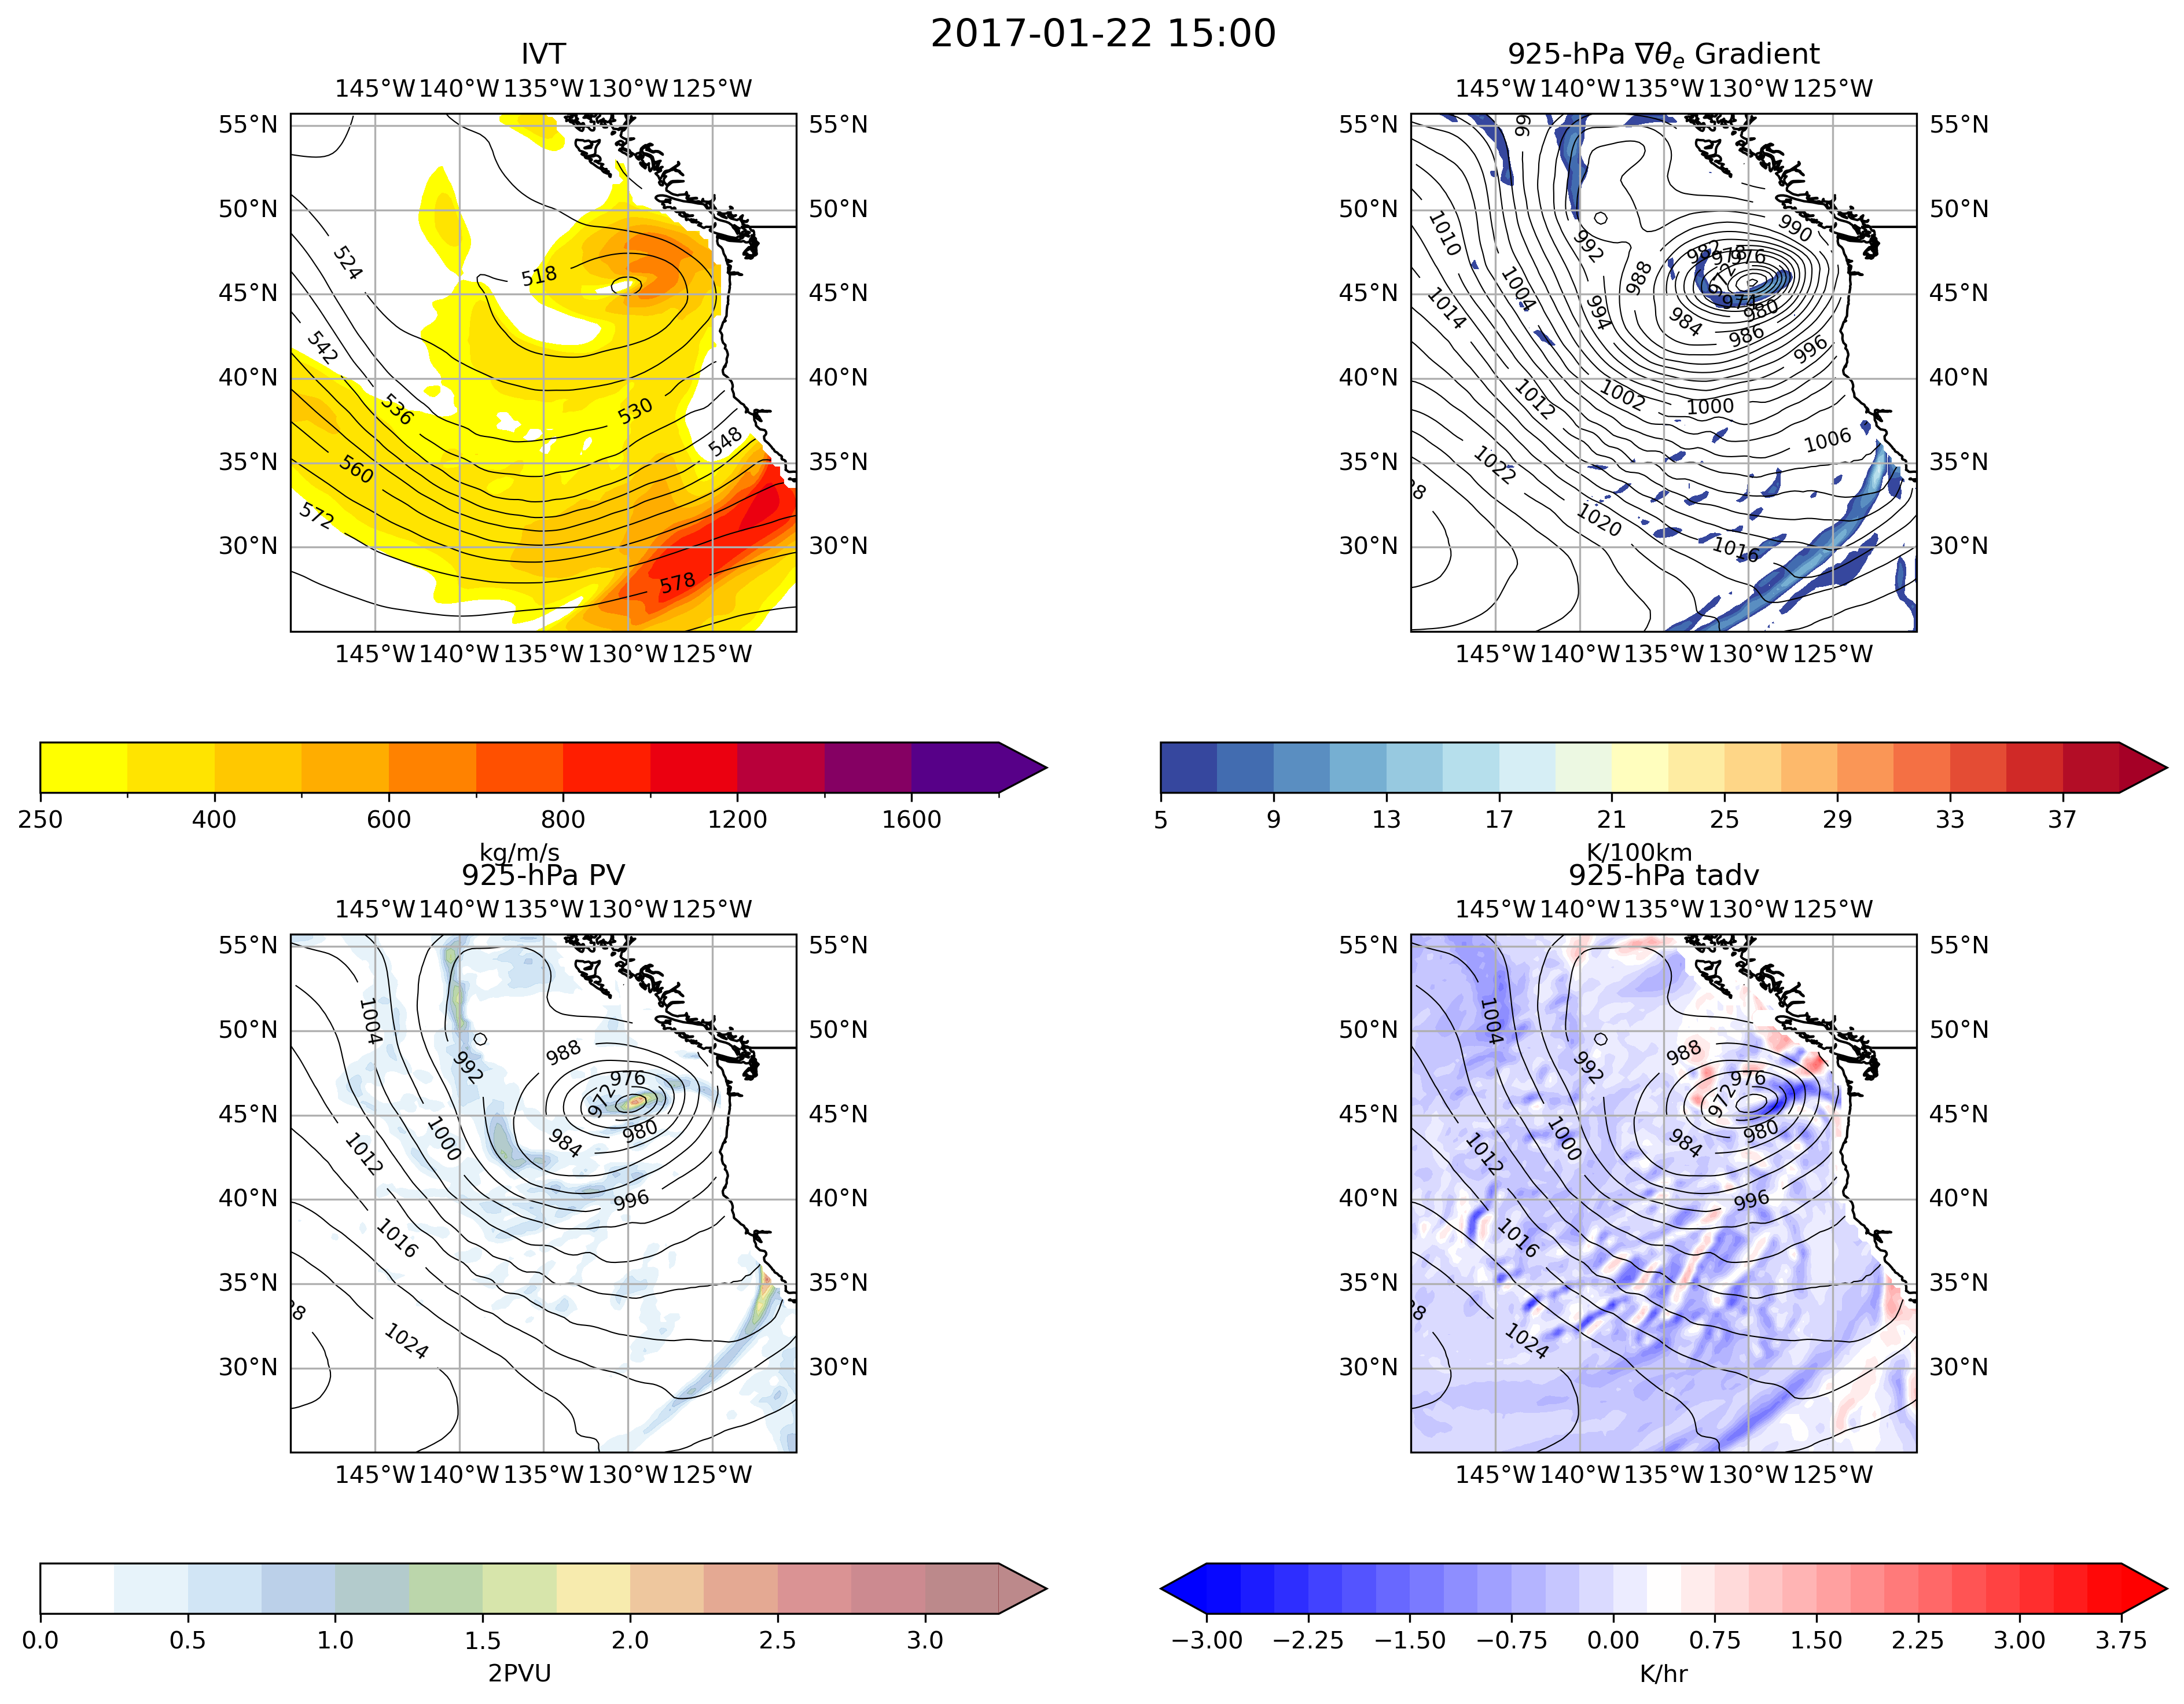 2017-01-22 15:00
IVT
145°W 140°W 135°W 130°W 125°W
55°N 55°N
50°N 50°N
524
518
45°N 45°N
542
40°N 40°N
536
530
548
35°N 35°N
560
572
30°N 30°N
578
145°W 140°W 135°W 130°W 125°W
250 400 600 800 1200 1600
kg/m/s
925-hPa ∇θe Gradient
145°W 140°W 135°W 130°W 125°W
55°N 55°N
50°N 50°N
1010
990
992
976
988
972
1004
45°N 45°N
974
1014
994
980
984
986
996
40°N 40°N
1012
1002
1000
1006
35°N 35°N
1022
1020
1016
30°N 30°N
145°W 140°W 135°W 130°W 125°W
5 9 13 17 21 25 29 33 37
K/100km
925-hPa PV
145°W 140°W 135°W 130°W 125°W
55°N 55°N
1004
50°N 50°N
988
992
976
972
45°N 45°N
980
1000
984
1012
40°N 40°N
996
1016
35°N 35°N
1024
30°N 30°N
145°W 140°W 135°W 130°W 125°W
0.0 0.5 1.0 1.5 2.0 2.5 3.0
2PVU
925-hPa tadv
145°W 140°W 135°W 130°W 125°W
55°N 55°N
1004
50°N 50°N
988
992
976
972
45°N 45°N
980
1000
984
1012
40°N 40°N
996
1016
35°N 35°N
1024
30°N 30°N
145°W 140°W 135°W 130°W 125°W
−3.00 −2.25 −1.50 −0.75 0.00 0.75 1.50 2.25 3.00 3.75
K/hr